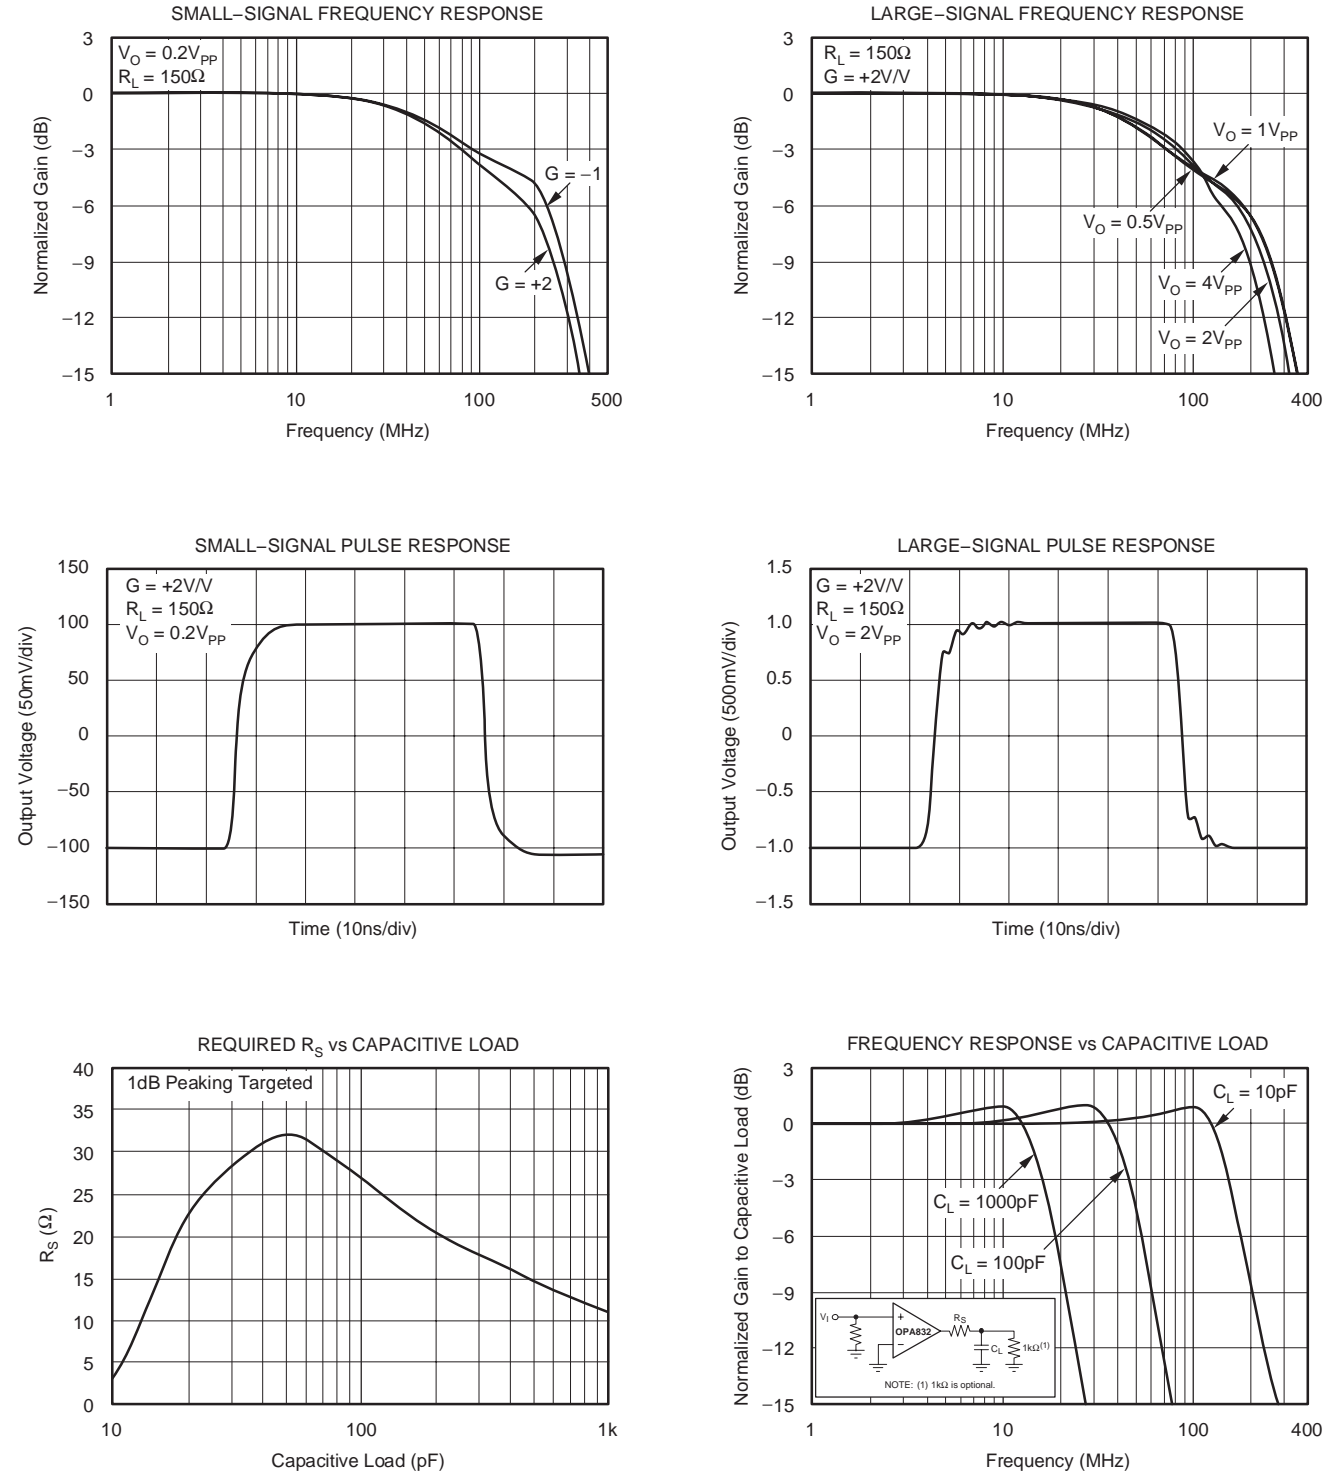 SMALL–SIGNAL FREQUENCY RESPONSE
V_O = 0.2V_PP
R_L = 150Ω
3
0
−3
−6
−9
−12
−15
Normalized Gain (dB)
G = −1
G = +2
1
10
100
500
Frequency (MHz)
LARGE–SIGNAL FREQUENCY RESPONSE
R_L = 150Ω
G = +2V/V
3
0
−3
−6
−9
−12
−15
Normalized Gain (dB)
V_O = 1V_PP
V_O = 0.5V_PP
V_O = 4V_PP
V_O = 2V_PP
1
10
100
400
Frequency (MHz)
SMALL–SIGNAL PULSE RESPONSE
G = +2V/V
R_L = 150Ω
V_O = 0.2V_PP
150
100
50
0
−50
−100
−150
Output Voltage (50mV/div)
Time (10ns/div)
LARGE–SIGNAL PULSE RESPONSE
G = +2V/V
R_L = 150Ω
V_O = 2V_PP
1.5
1.0
0.5
0
−0.5
−1.0
−1.5
Output Voltage (500mV/div)
Time (10ns/div)
REQUIRED R_S vs CAPACITIVE LOAD
1dB Peaking Targeted
40
35
30
25
20
15
10
5
0
R_S (Ω)
10
100
1k
Capacitive Load (pF)
FREQUENCY RESPONSE vs CAPACITIVE LOAD
3
0
−3
−6
−9
−12
−15
Normalized Gain to Capacitive Load (dB)
C_L = 10pF
C_L = 1000pF
C_L = 100pF
V_I
+
−
OPA832
R_S
C_L
1kΩ(1)
NOTE: (1) 1kΩ is optional.
1
10
100
400
Frequency (MHz)